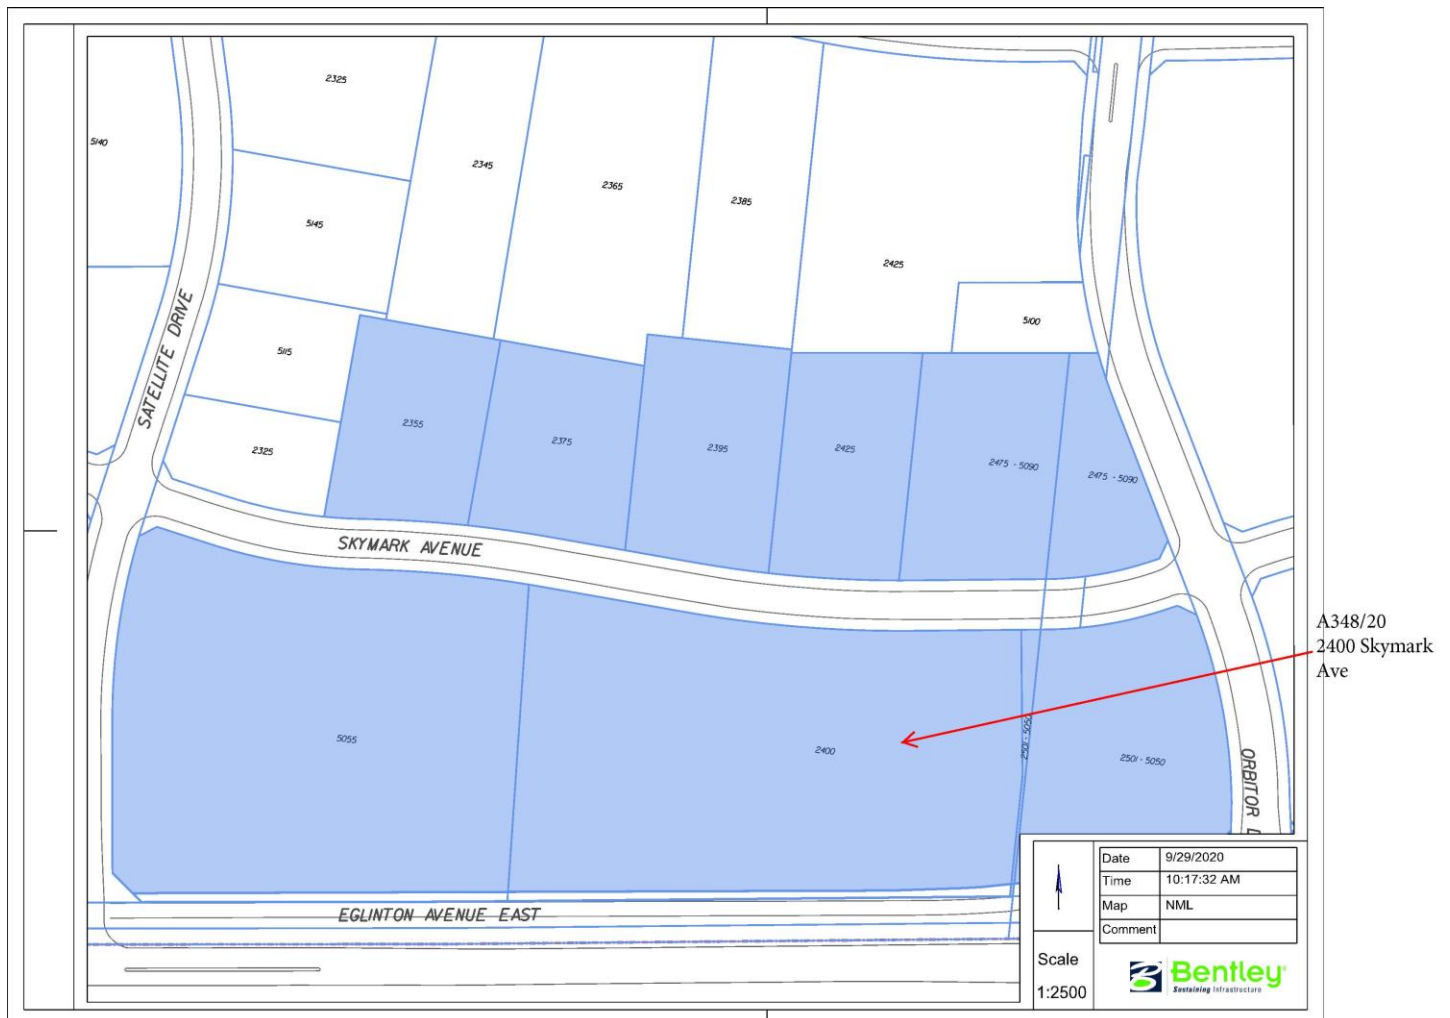 2325
5140
2345
2365
2385
5145
2425
5100
SATELLITE DRIVE
5115
2355
2375
2395
2425
2475 - 5090
2475 - 5090
2325
SKYMARK AVENUE
A348/20
2400 Skymark
Ave
5055
2400
2501 - 5050
2501 - 5050
ORBITOR D
EGLINTON AVENUE EAST
Date 9/29/2020
Time 10:17:32 AM
Map NML
Comment
Scale
1:2500
Bentley
Sustaining Infrastructure